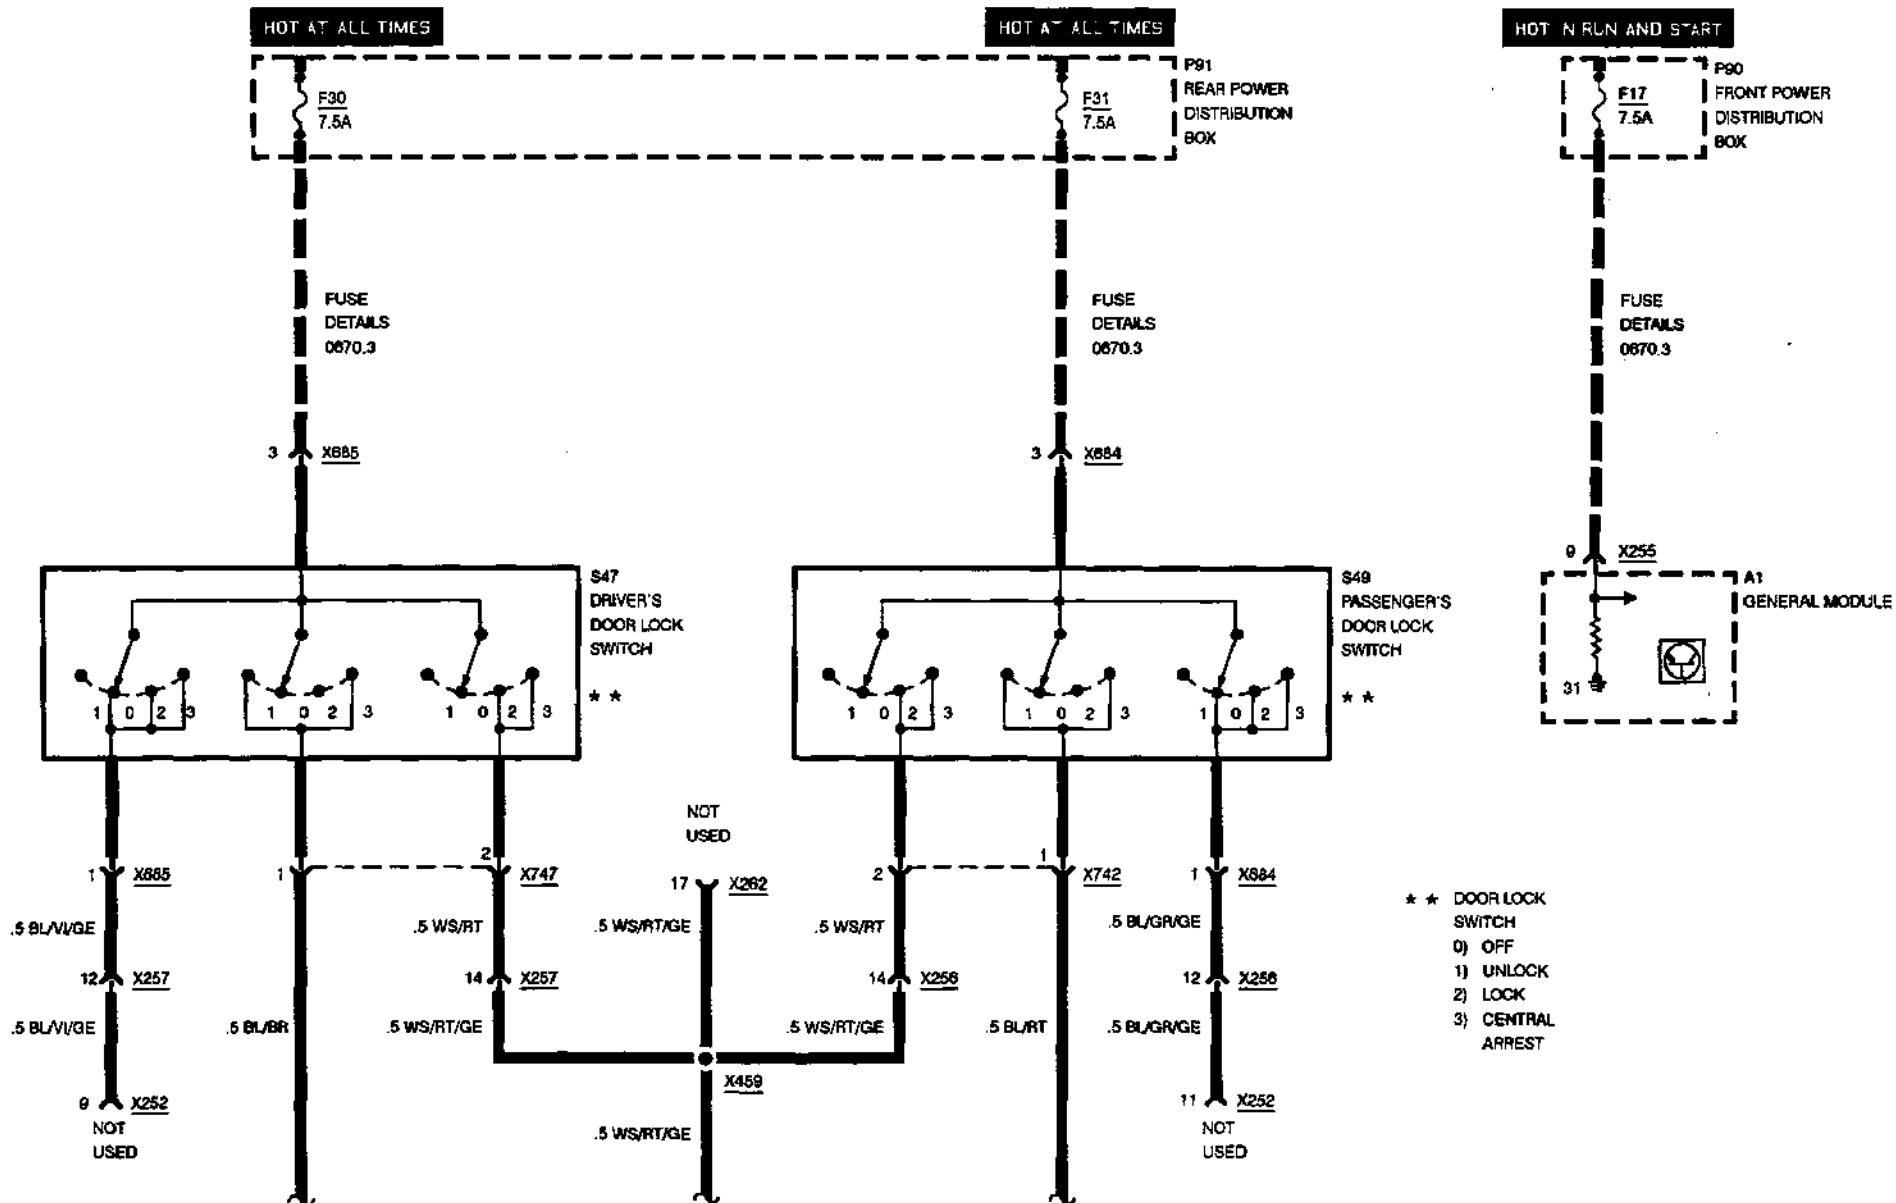 HOT AT ALL TIMES
HOT AT ALL TIMES
HOT IN RUN AND START
F30
7.5A
F31
7.5A
P91
REAR POWER
DISTRIBUTION
BOX
F17
7.5A
P90
FRONT POWER
DISTRIBUTION
BOX
FUSE
DETAILS
0670.3
FUSE
DETAILS
0670.3
FUSE
DETAILS
0670.3
3 X685
3 X684
9 X255
S47
DRIVER'S
DOOR LOCK
SWITCH
* *
S49
PASSENGER'S
DOOR LOCK
SWITCH
* *
A1
GENERAL MODULE
31
1 0 2 3
1 0 2 3
1 0 2 3
1 0 2 3
1 0 2 3
1 0 2 3
NOT
USED
1 X685
1
2 X747
17 X262
2
1 X742
1 X684
.5 BL/VI/GE
.5 WS/RT
.5 WS/RT/GE
.5 WS/RT
.5 BL/GR/GE
12 X257
14 X257
14 X256
12 X256
.5 BL/VI/GE
.5 BL/BR
.5 WS/RT/GE
.5 WS/RT/GE
.5 BL/RT
.5 BL/GR/GE
X459
9 X252
NOT
USED
.5 WS/RT/GE
11 X252
NOT
USED
* * DOOR LOCK
SWITCH
0) OFF
1) UNLOCK
2) LOCK
3) CENTRAL
ARREST